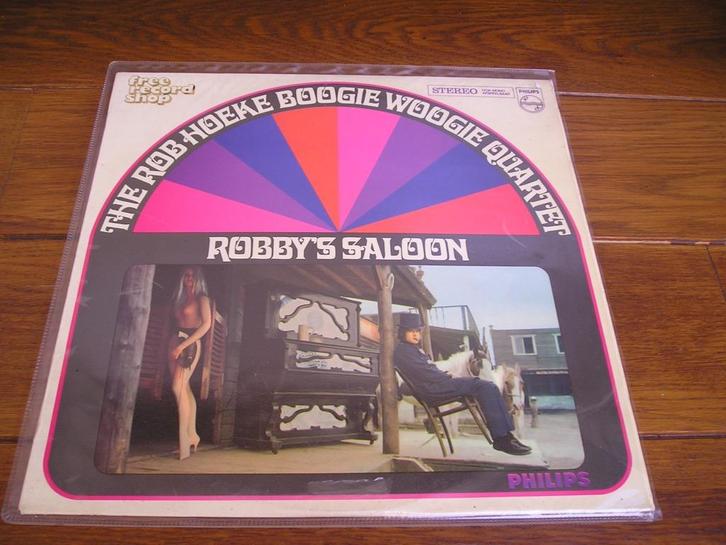 free
record
shop
STEREO
PHILIPS
THE ROB HOEKE BOOGIE WOOGIE QUARTET
ROBBY'S SALOON
PHILIPS